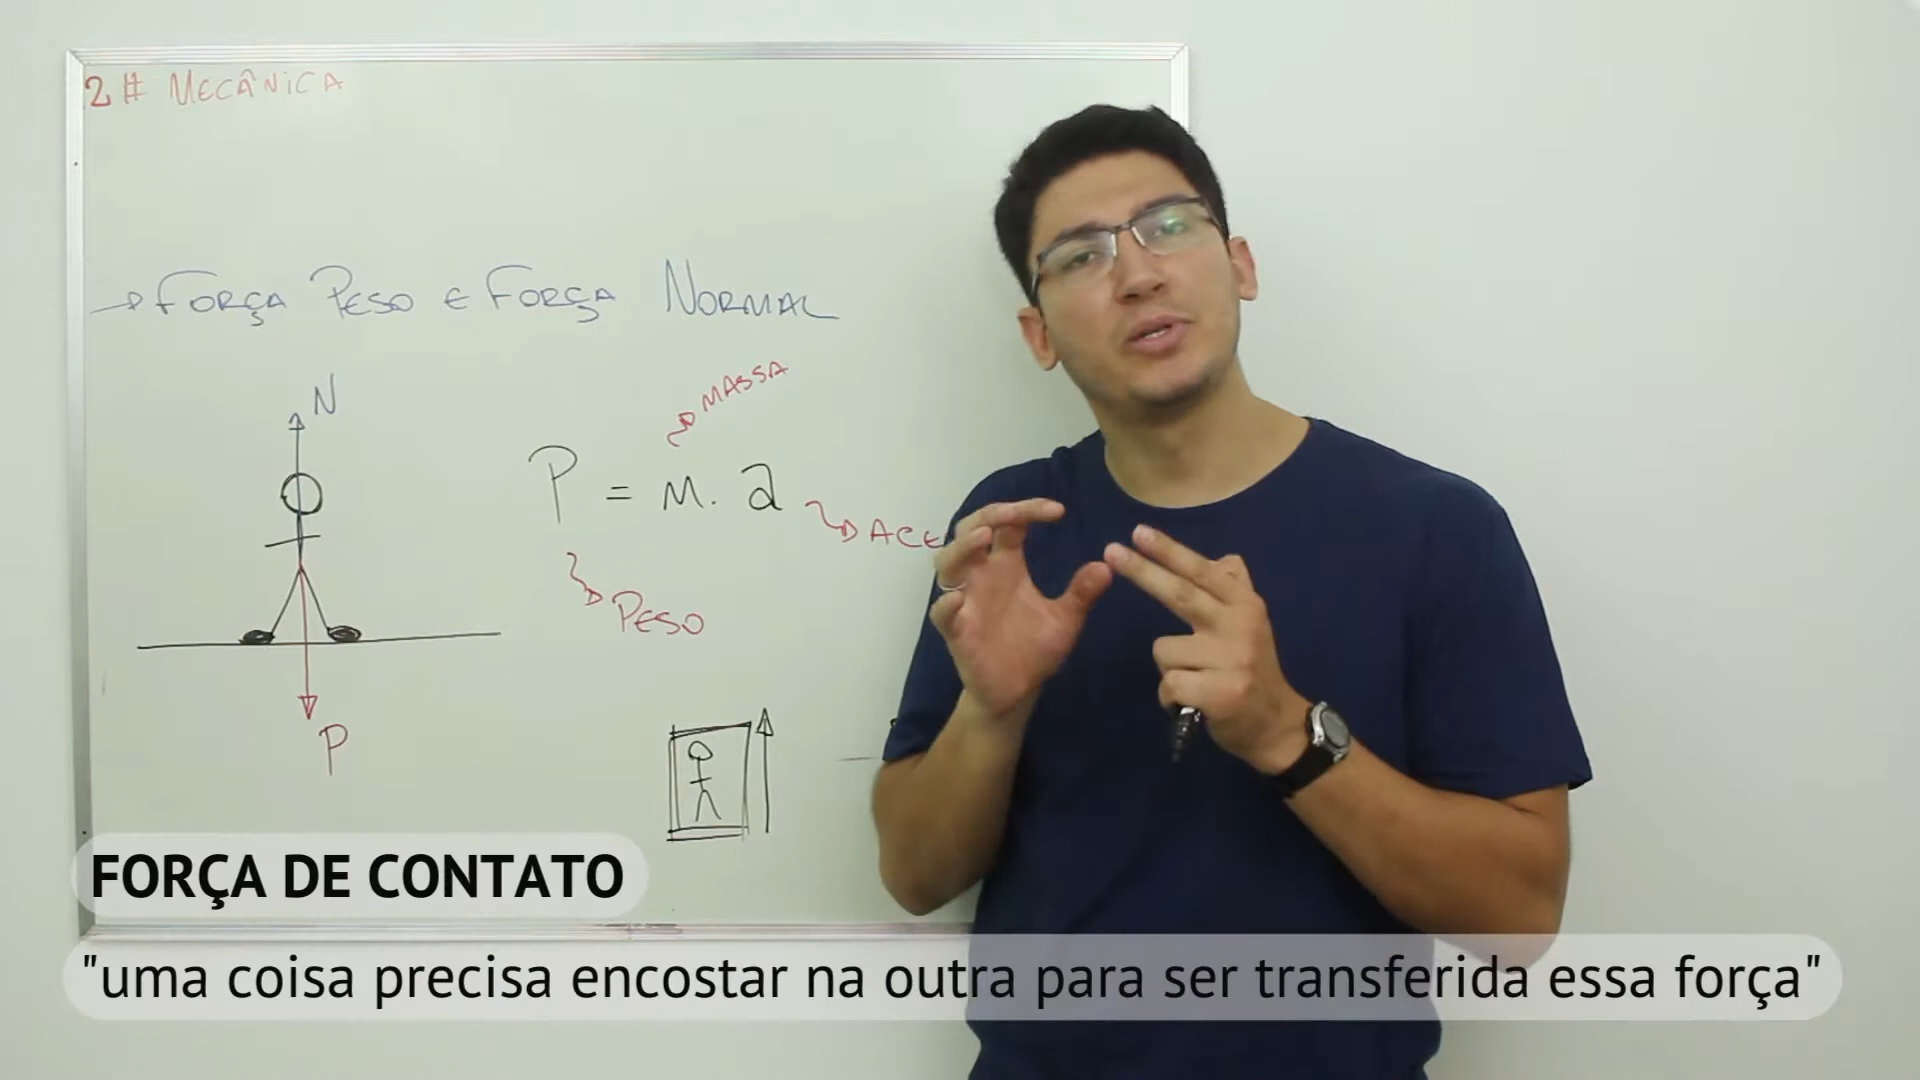 2# MECÂNICA
→ FORÇA PESO E FORÇA NORMAL
N
MASSA
P = m . a
ACE
PESO
P
FORÇA DE CONTATO
"uma coisa precisa encostar na outra para ser transferida essa força"